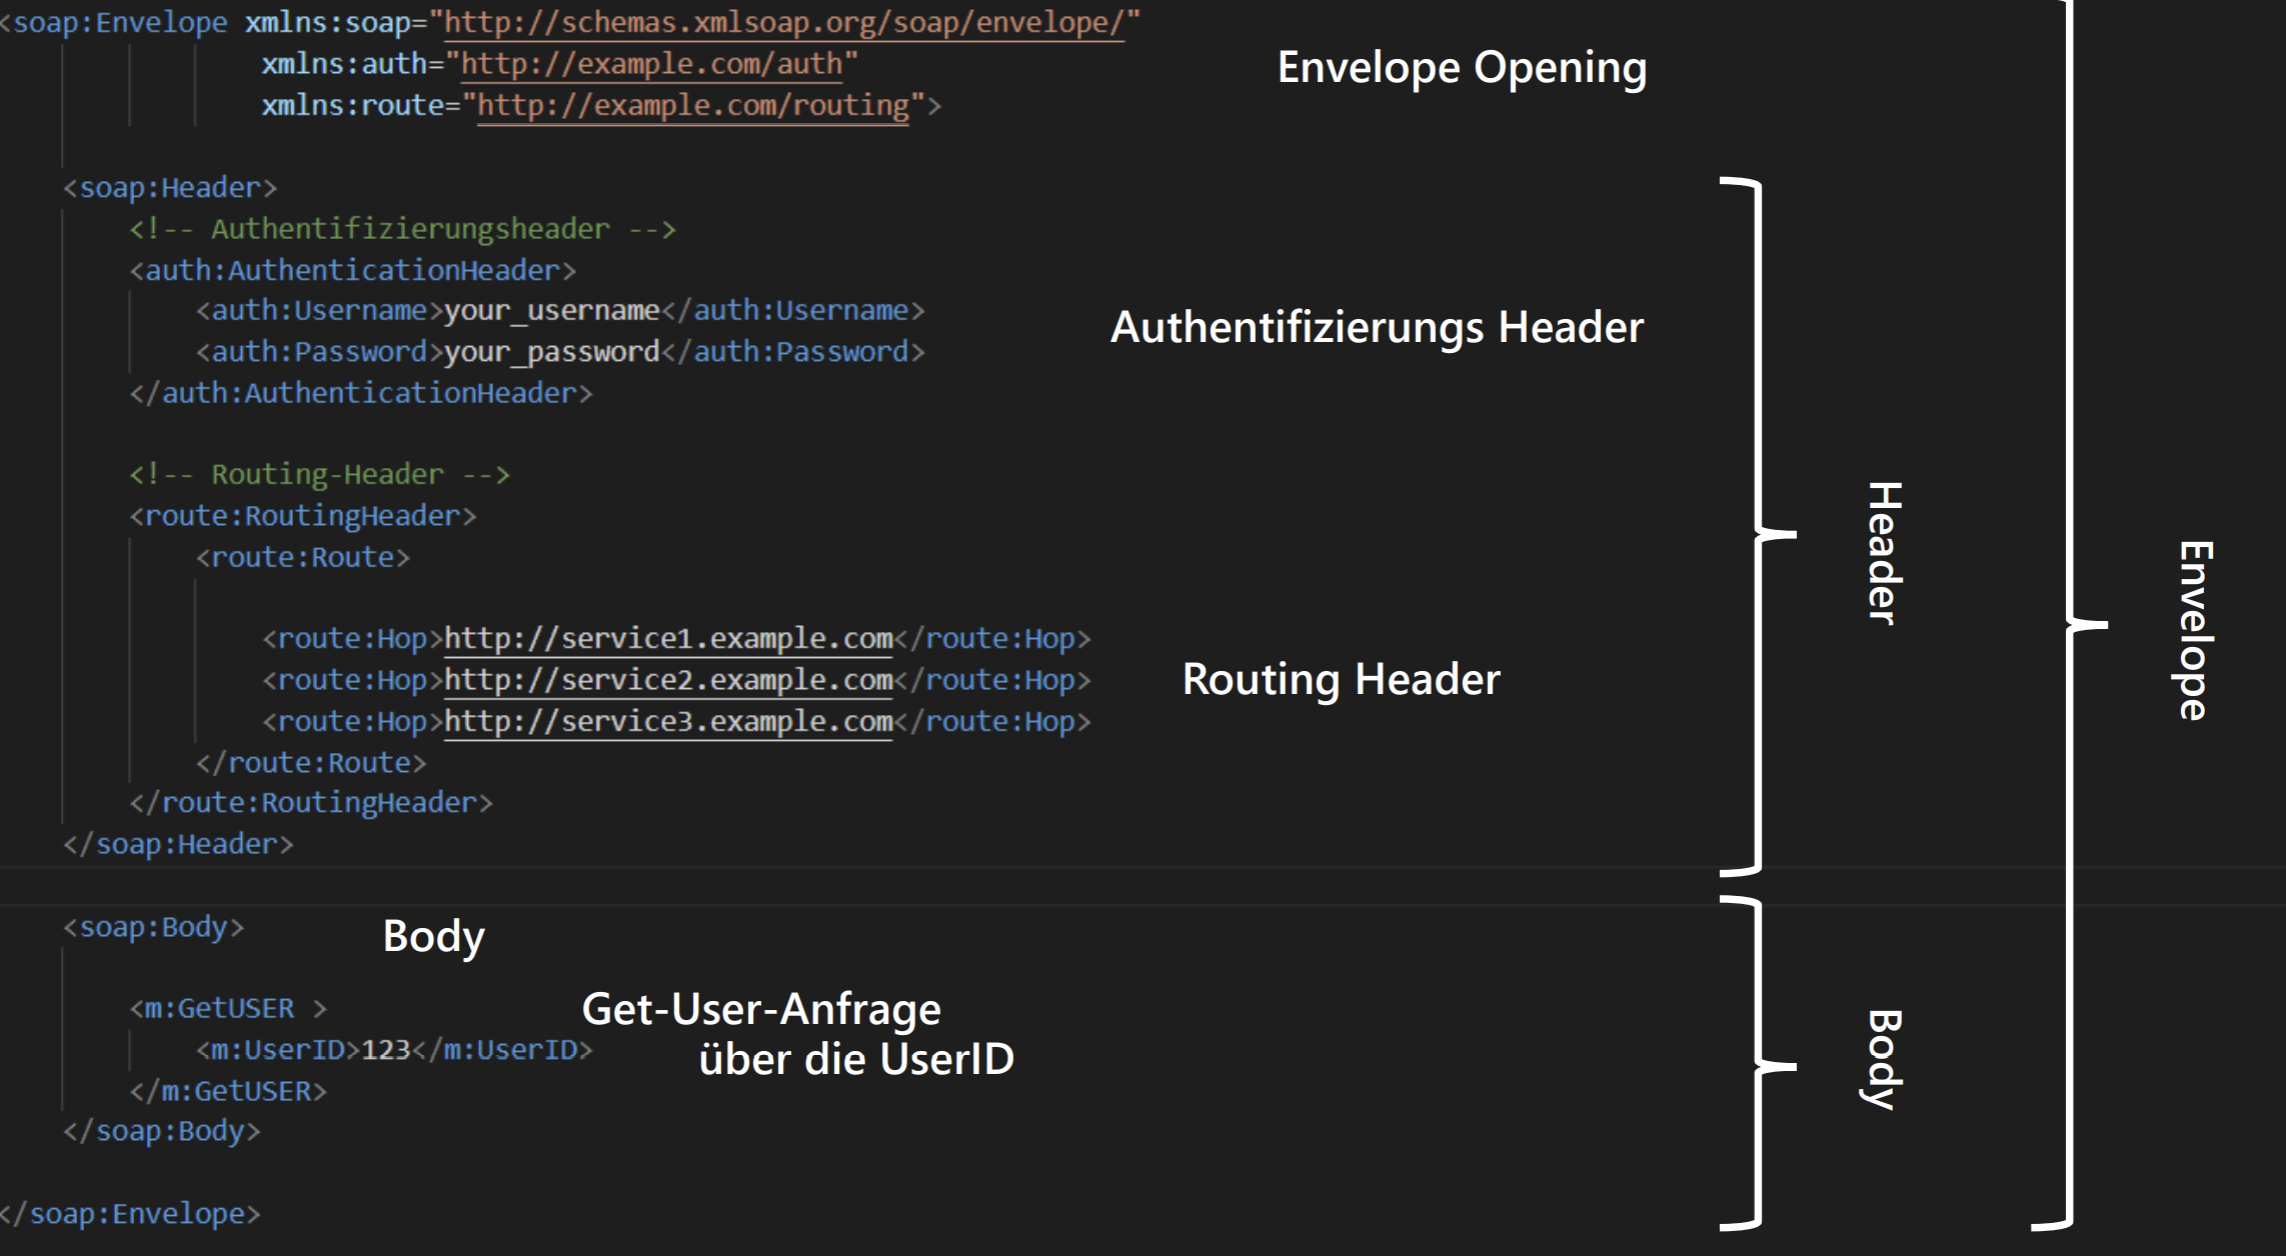 <soap:Envelope xmlns:soap="http://schemas.xmlsoap.org/soap/envelope/"
xmlns:auth="http://example.com/auth"
xmlns:route="http://example.com/routing">
Envelope Opening
<soap:Header>
<!-- Authentifizierungsheader -->
<auth:AuthenticationHeader>
<auth:Username>your_username</auth:Username>
<auth:Password>your_password</auth:Password>
</auth:AuthenticationHeader>
Authentifizierungs Header
<!-- Routing-Header -->
<route:RoutingHeader>
<route:Route>
<route:Hop>http://service1.example.com</route:Hop>
<route:Hop>http://service2.example.com</route:Hop>
<route:Hop>http://service3.example.com</route:Hop>
</route:Route>
</route:RoutingHeader>
</soap:Header>
Routing Header
Header
<soap:Body>
Body
<m:GetUSER >
<m:UserID>123</m:UserID>
</m:GetUSER>
</soap:Body>
Get-User-Anfrage
über die UserID
Body
</soap:Envelope>
Envelope